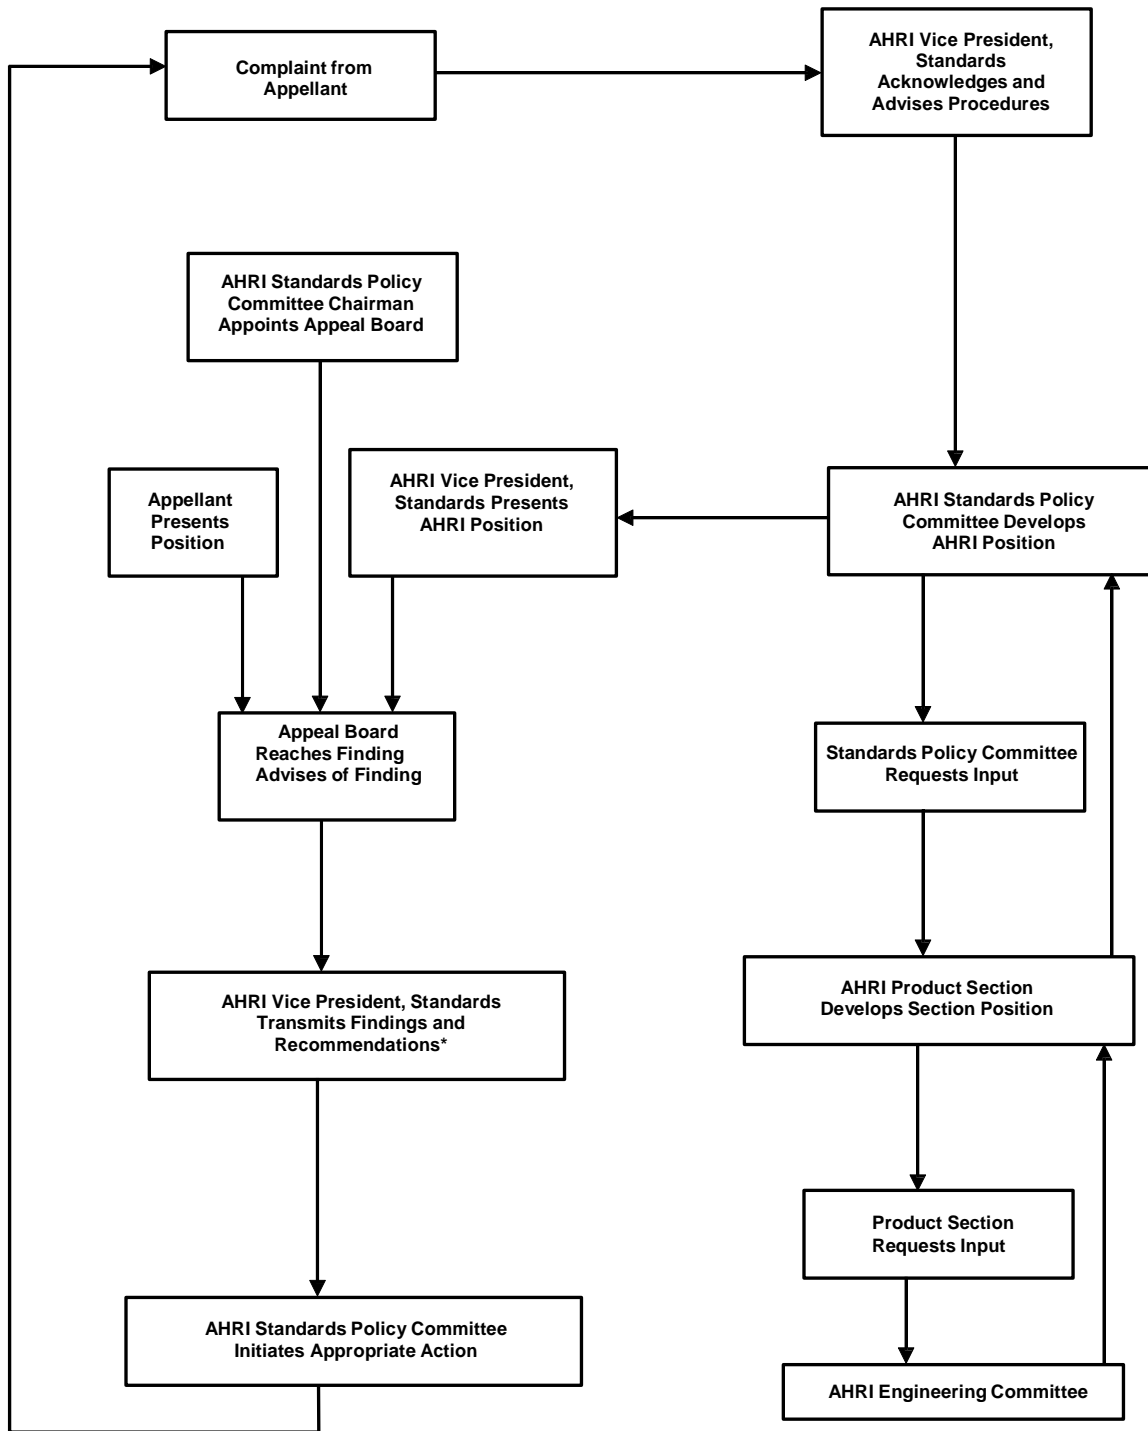 Complaint from
Appellant
AHRI Vice President,
Standards
Acknowledges and
Advises Procedures
AHRI Standards Policy
Committee Chairman
Appoints Appeal Board
Appellant
Presents
Position
AHRI Vice President,
Standards Presents
AHRI Position
AHRI Standards Policy
Committee Develops
AHRI Position
Appeal Board
Reaches Finding
Advises of Finding
Standards Policy Committee
Requests Input
AHRI Vice President, Standards
Transmits Findings and
Recommendations*
AHRI Product Section
Develops Section Position
Product Section
Requests Input
AHRI Standards Policy Committee
Initiates Appropriate Action
AHRI Engineering Committee